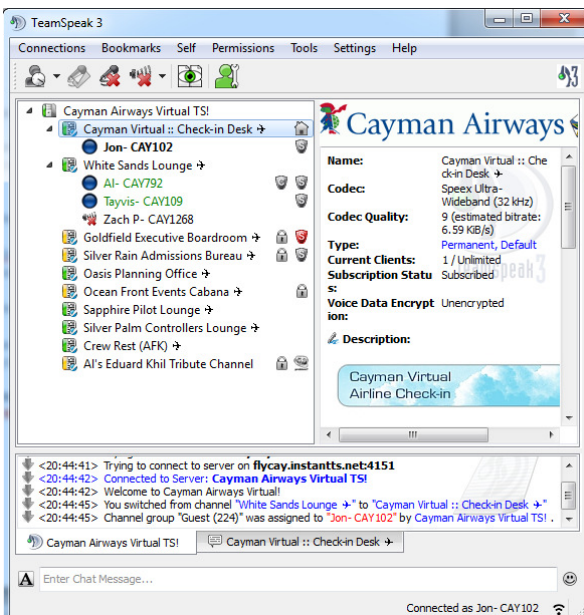 TeamSpeak 3
Connections Bookmarks Self Permissions Tools Settings Help
Cayman Airways Virtual TS!
Cayman Virtual :: Check-in Desk ✈
Jon- CAY102
White Sands Lounge ✈
Al- CAY792
Tayvis- CAY109
Zach P- CAY1268
Goldfield Executive Boardroom ✈
Silver Rain Admissions Bureau ✈
Oasis Planning Office ✈
Ocean Front Events Cabana ✈
Sapphire Pilot Lounge ✈
Silver Palm Controllers Lounge ✈
Crew Rest (AFK) ✈
Al's Eduard Khil Tribute Channel
Cayman Airways
Name: Cayman Virtual :: Che
ck-in Desk ✈
Codec: Speex Ultra-
Wideband (32 kHz)
Codec Quality: 9 (estimated bitrate:
6.59 KiB/s)
Type: Permanent, Default
Current Clients: 1 / Unlimited
Subscription Statu Subscribed
s:
Voice Data Encrypt Unencrypted
ion:
Description:
Cayman Virtual
Airline Check-in
<20:44:41> Trying to connect to server on flycay.instantts.net:4151
<20:44:42> Connected to Server: Cayman Airways Virtual TS!
<20:44:42> Welcome to Cayman Airways Virtual!
<20:44:45> You switched from channel "White Sands Lounge ✈" to "Cayman Virtual :: Check-in Desk ✈"
<20:44:45> Channel group "Guest (224)" was assigned to "Jon- CAY102" by Cayman Airways Virtual TS! .
Cayman Airways Virtual TS! Cayman Virtual :: Check-in Desk ✈
A Enter Chat Message...
Connected as Jon- CAY102